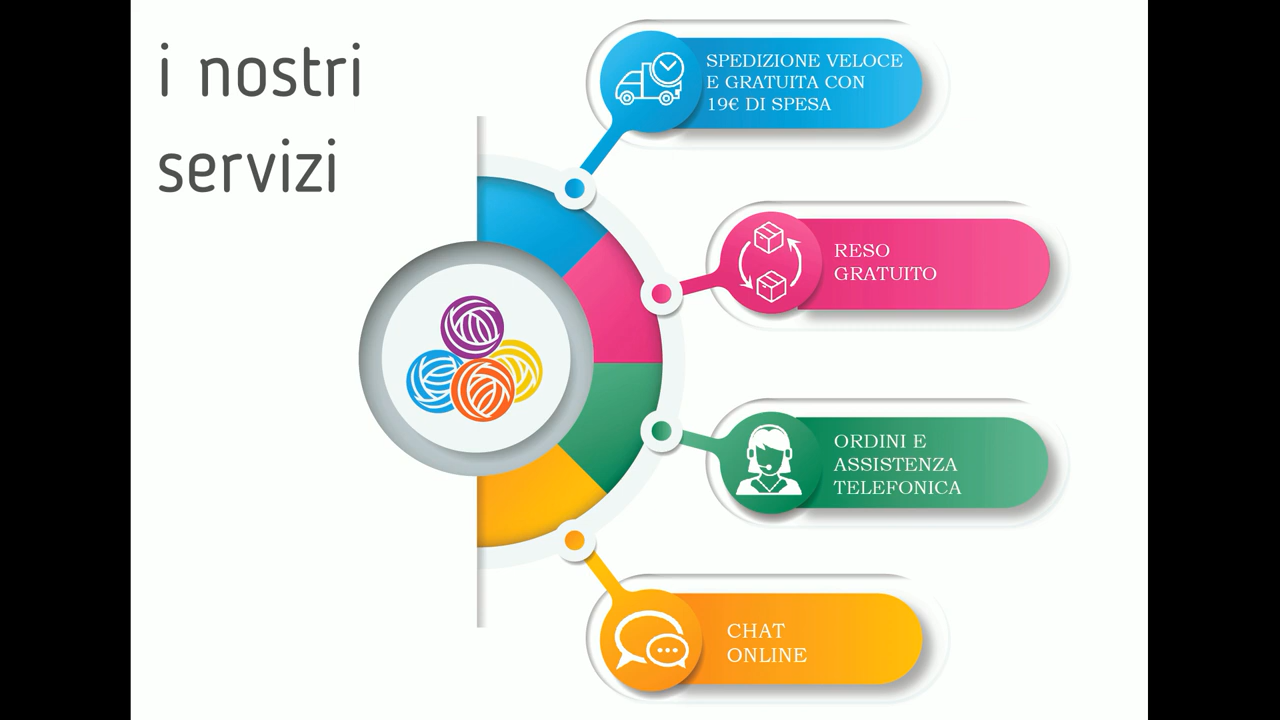 i nostri
servizi
SPEDIZIONE VELOCE
E GRATUITA CON
19€ DI SPESA
RESO
GRATUITO
ORDINI E
ASSISTENZA
TELEFONICA
CHAT
ONLINE